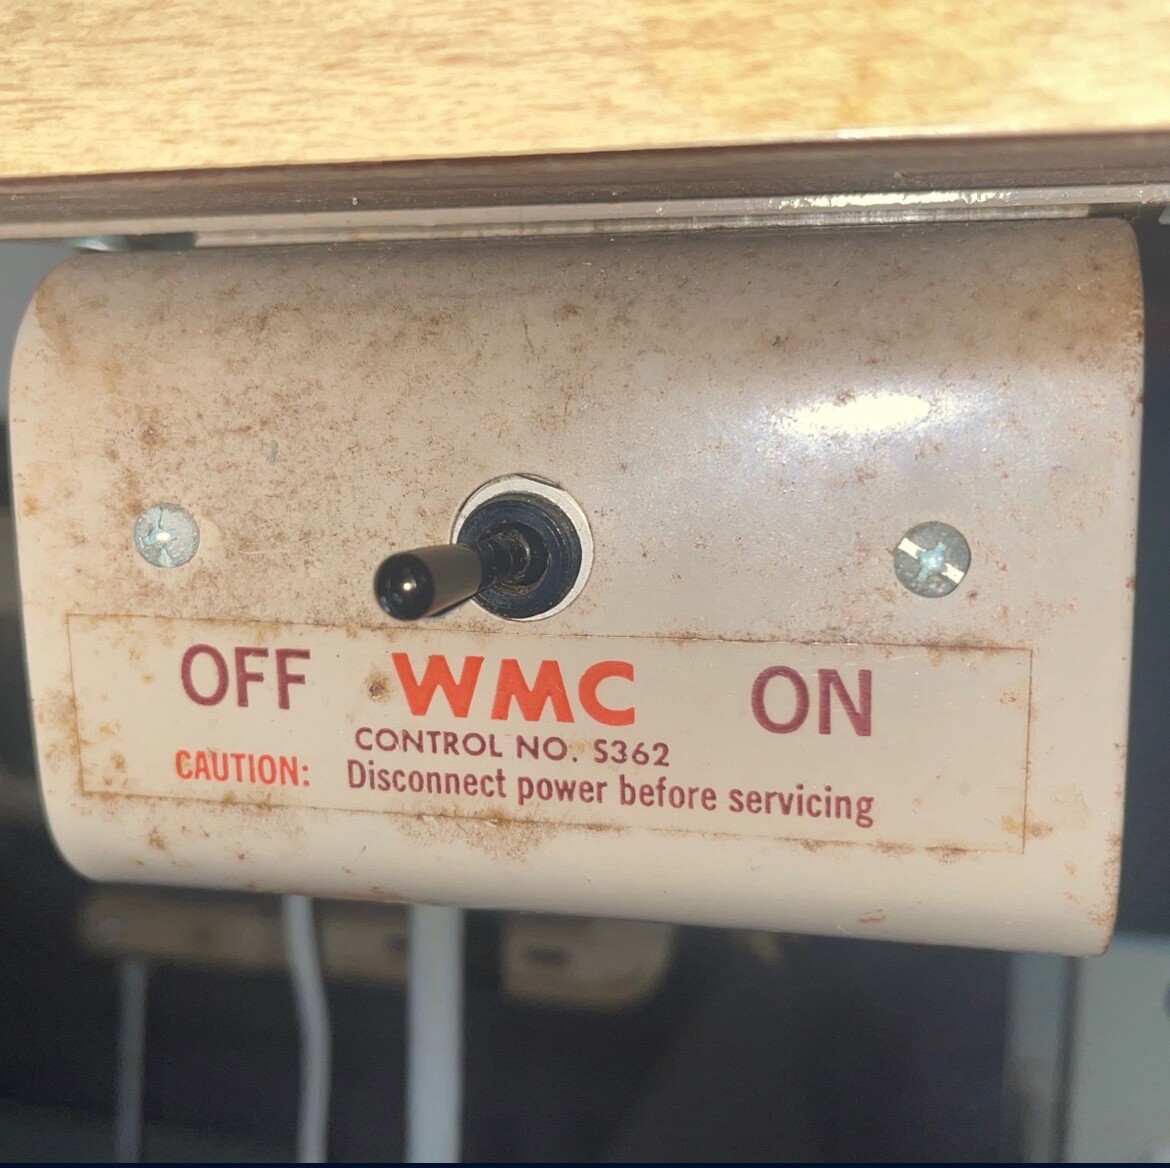 OFF WMC ON
CONTROL NO. S362
CAUTION: Disconnect power before servicing